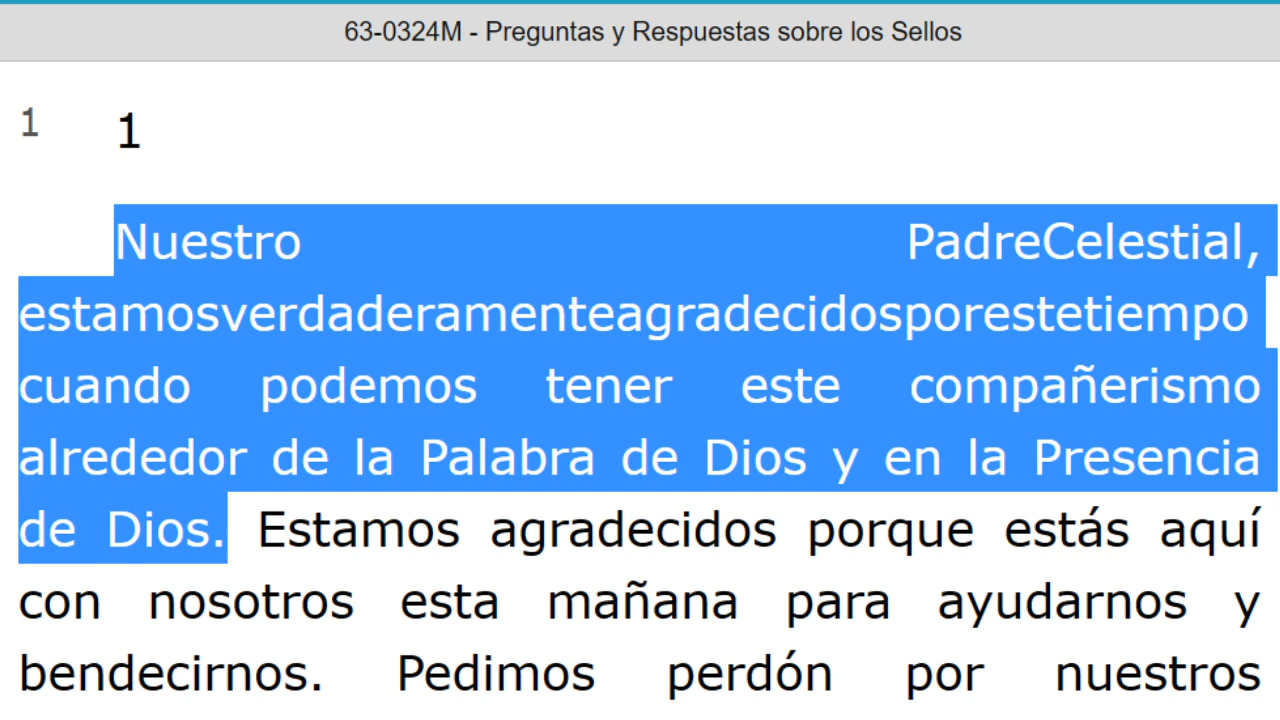 63-0324M - Preguntas y Respuestas sobre los Sellos
1 1
Nuestro PadreCelestial,
estamosverdaderamenteagradecidosporestetiempo
cuando podemos tener este compañerismo
alrededor de la Palabra de Dios y en la Presencia
de Dios. Estamos agradecidos porque estás aquí
con nosotros esta mañana para ayudarnos y
bendecirnos. Pedimos perdón por nuestros